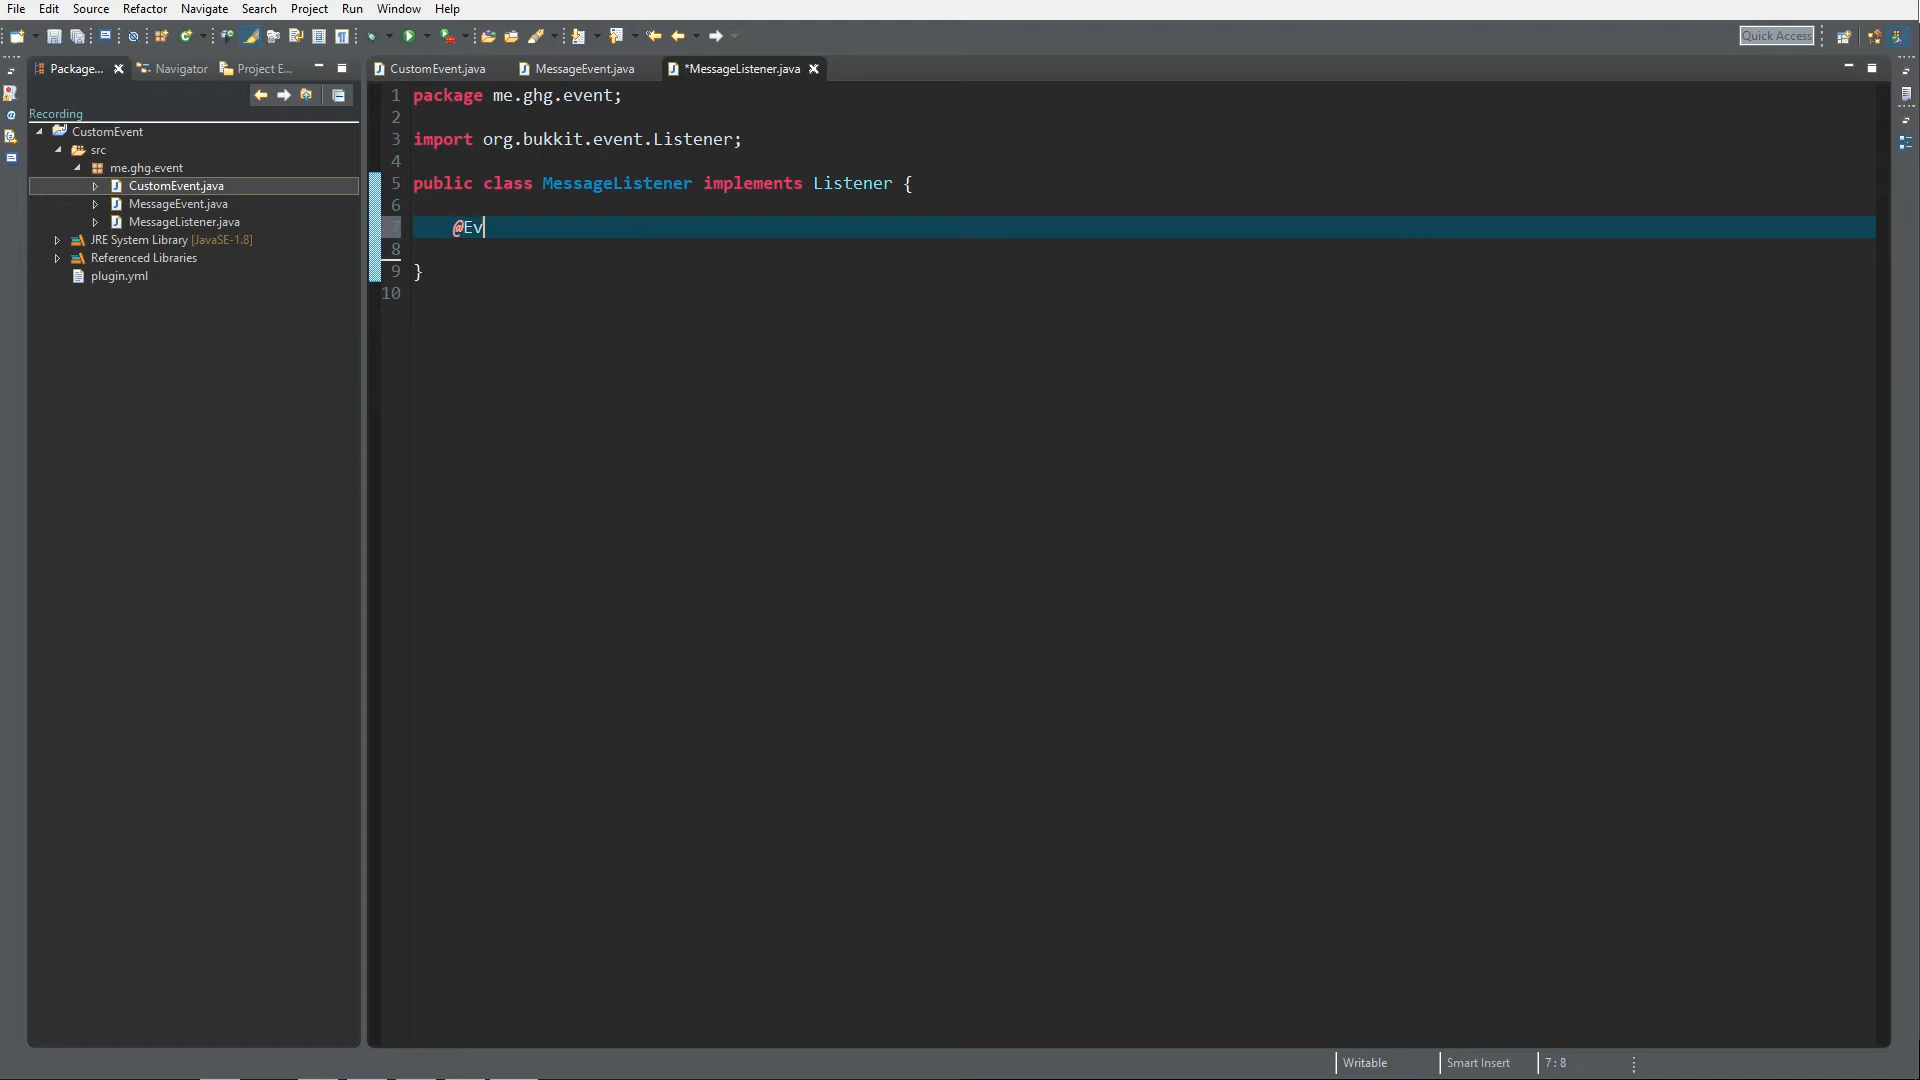 File Edit Source Refactor Navigate Search Project Run Window Help
Quick Access
Package... Navigator Project E...
CustomEvent.java MessageEvent.java *MessageListener.java
Recording
CustomEvent
src
me.ghg.event
CustomEvent.java
MessageEvent.java
MessageListener.java
JRE System Library [JavaSE-1.8]
Referenced Libraries
plugin.yml
1 package me.ghg.event;
2
3 import org.bukkit.event.Listener;
4
5 public class MessageListener implements Listener {
6
7 @Ev
8
9 }
10
Writable Smart Insert 7 : 8